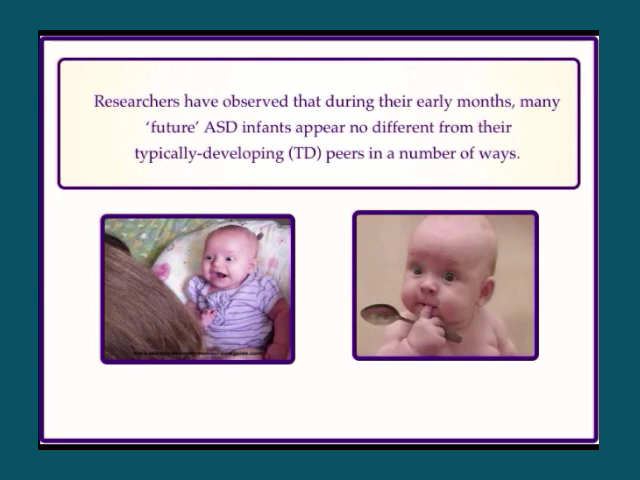 Researchers have observed that during their early months, many
‘future’ ASD infants appear no different from their
typically-developing (TD) peers in a number of ways.